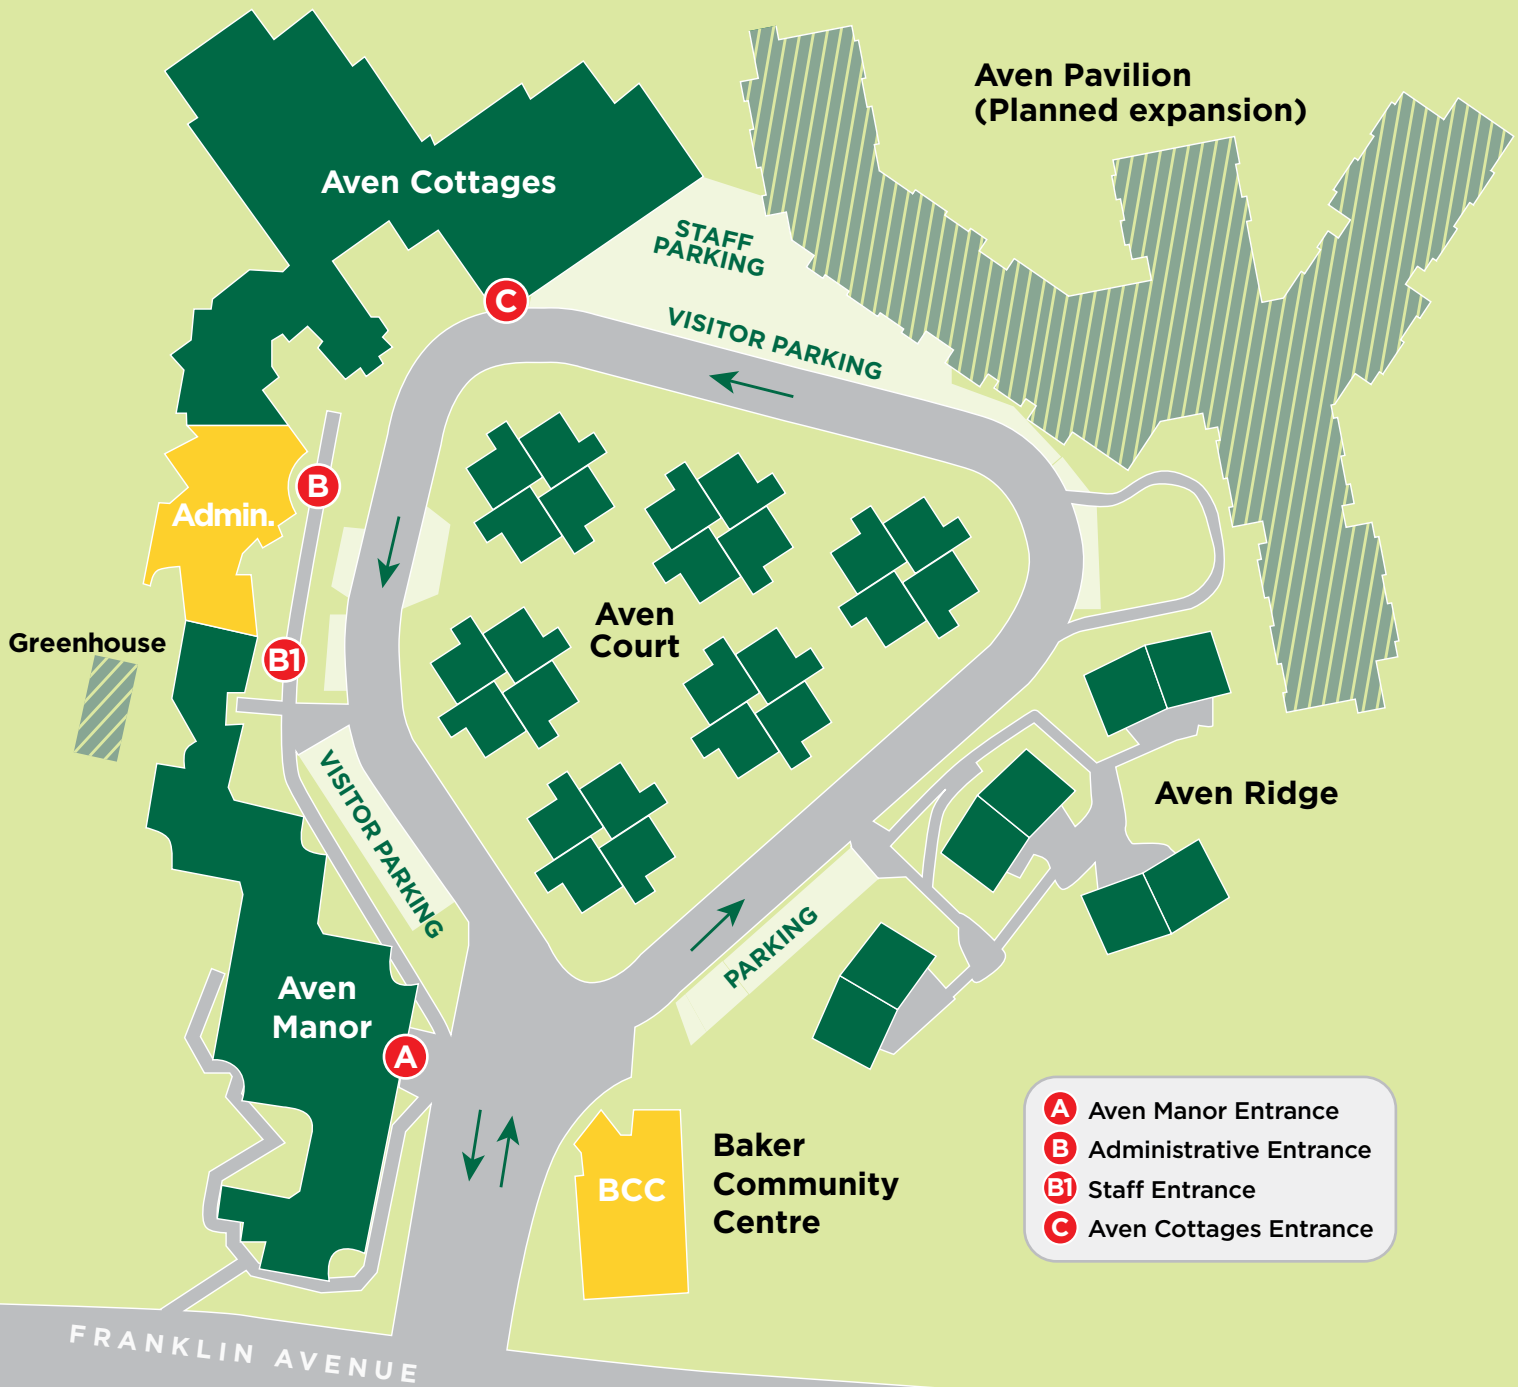 Aven Pavilion
(Planned expansion)
Aven Cottages
STAFF
PARKING
C
VISITOR PARKING
B
Admin.
Aven
Court
Greenhouse
B1
VISITOR PARKING
Aven Ridge
PARKING
Aven
Manor
A
BCC
Baker
Community
Centre
A Aven Manor Entrance
B Administrative Entrance
B1 Staff Entrance
C Aven Cottages Entrance
FRANKLIN AVENUE